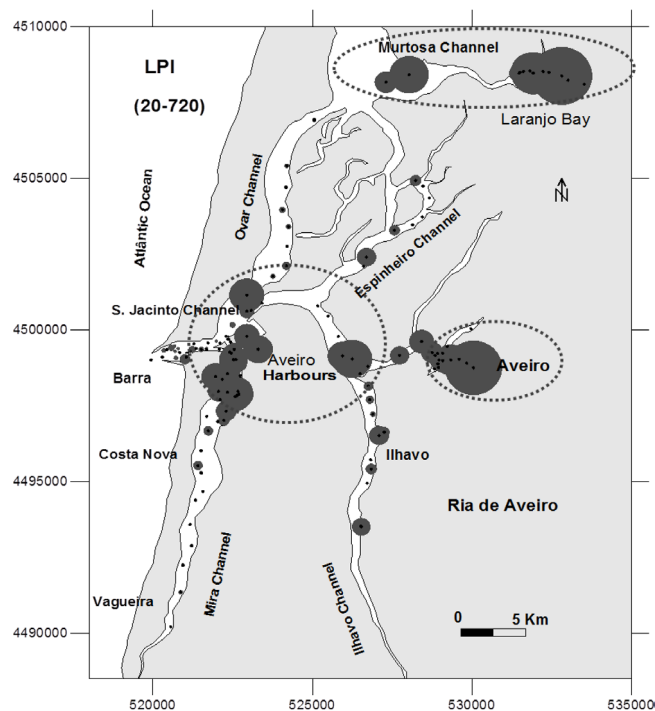 4510000
Murtosa Channel
LPI
(20-720)
Laranjo Bay
4505000
Atlântic Ocean
Ovar Channel
N
Espinheiro Channel
S. Jacinto Channel
4500000
Aveiro
Harbours
Aveiro
Barra
Costa Nova
Ilhavo
4495000
Ria de Aveiro
Mira Channel
Ilhavo Channel
Vagueira
0 5 Km
4490000
520000 525000 530000 535000